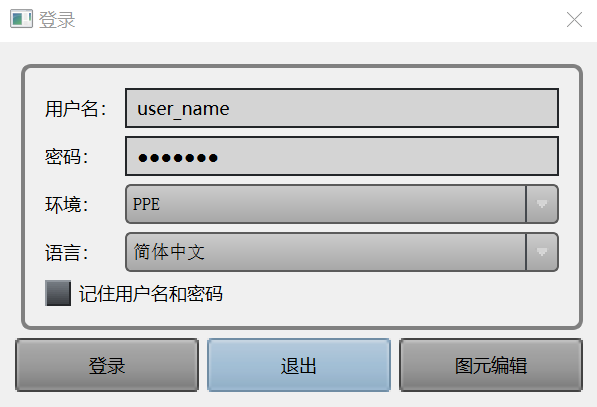 登录
用户名：
user_name
密码：
●●●●●●●
环境：
PPE
语言：
简体中文
记住用户名和密码
登录
退出
图元编辑